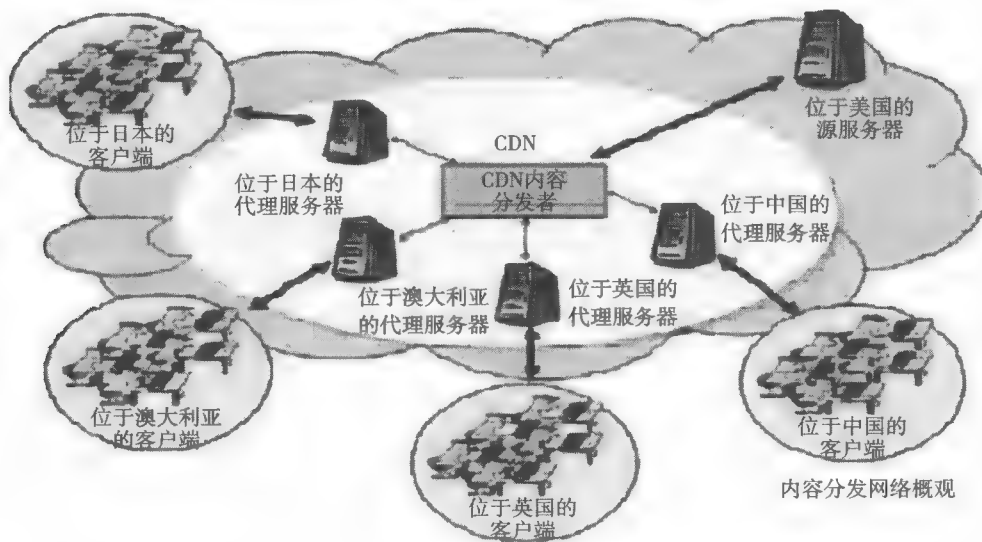 位于日本的
客户端
位于日本的
代理服务器
CDN
CDN内容
分发者
位于美国的
源服务器
位于中国的
代理服务器
位于澳大利亚
的代理服务器
位于英国的
代理服务器
位于澳大利亚
的客户端
位于英国的
客户端
位于中国的
客户端
内容分发网络概观